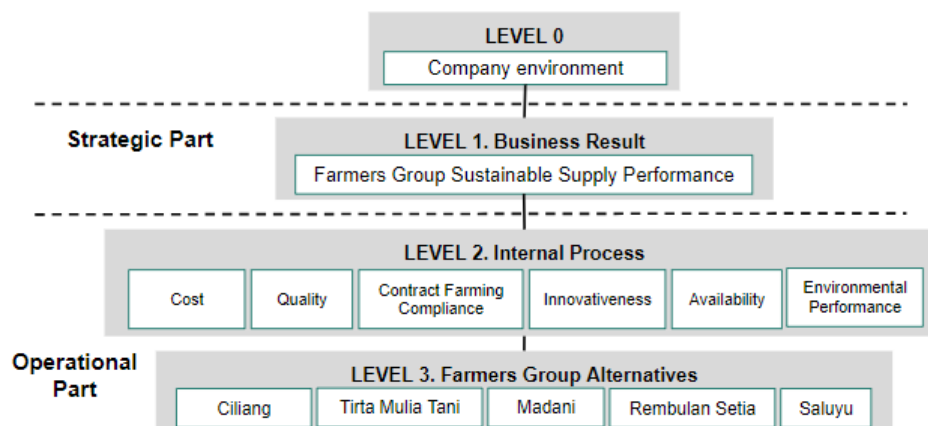 LEVEL 0
Company environment
Strategic Part
LEVEL 1. Business Result
Farmers Group Sustainable Supply Performance
LEVEL 2. Internal Process
Cost
Quality
Contract Farming
Compliance
Innovativeness
Availability
Environmental
Performance
Operational
Part
LEVEL 3. Farmers Group Alternatives
Ciliang
Tirta Mulia Tani
Madani
Rembulan Setia
Saluyu